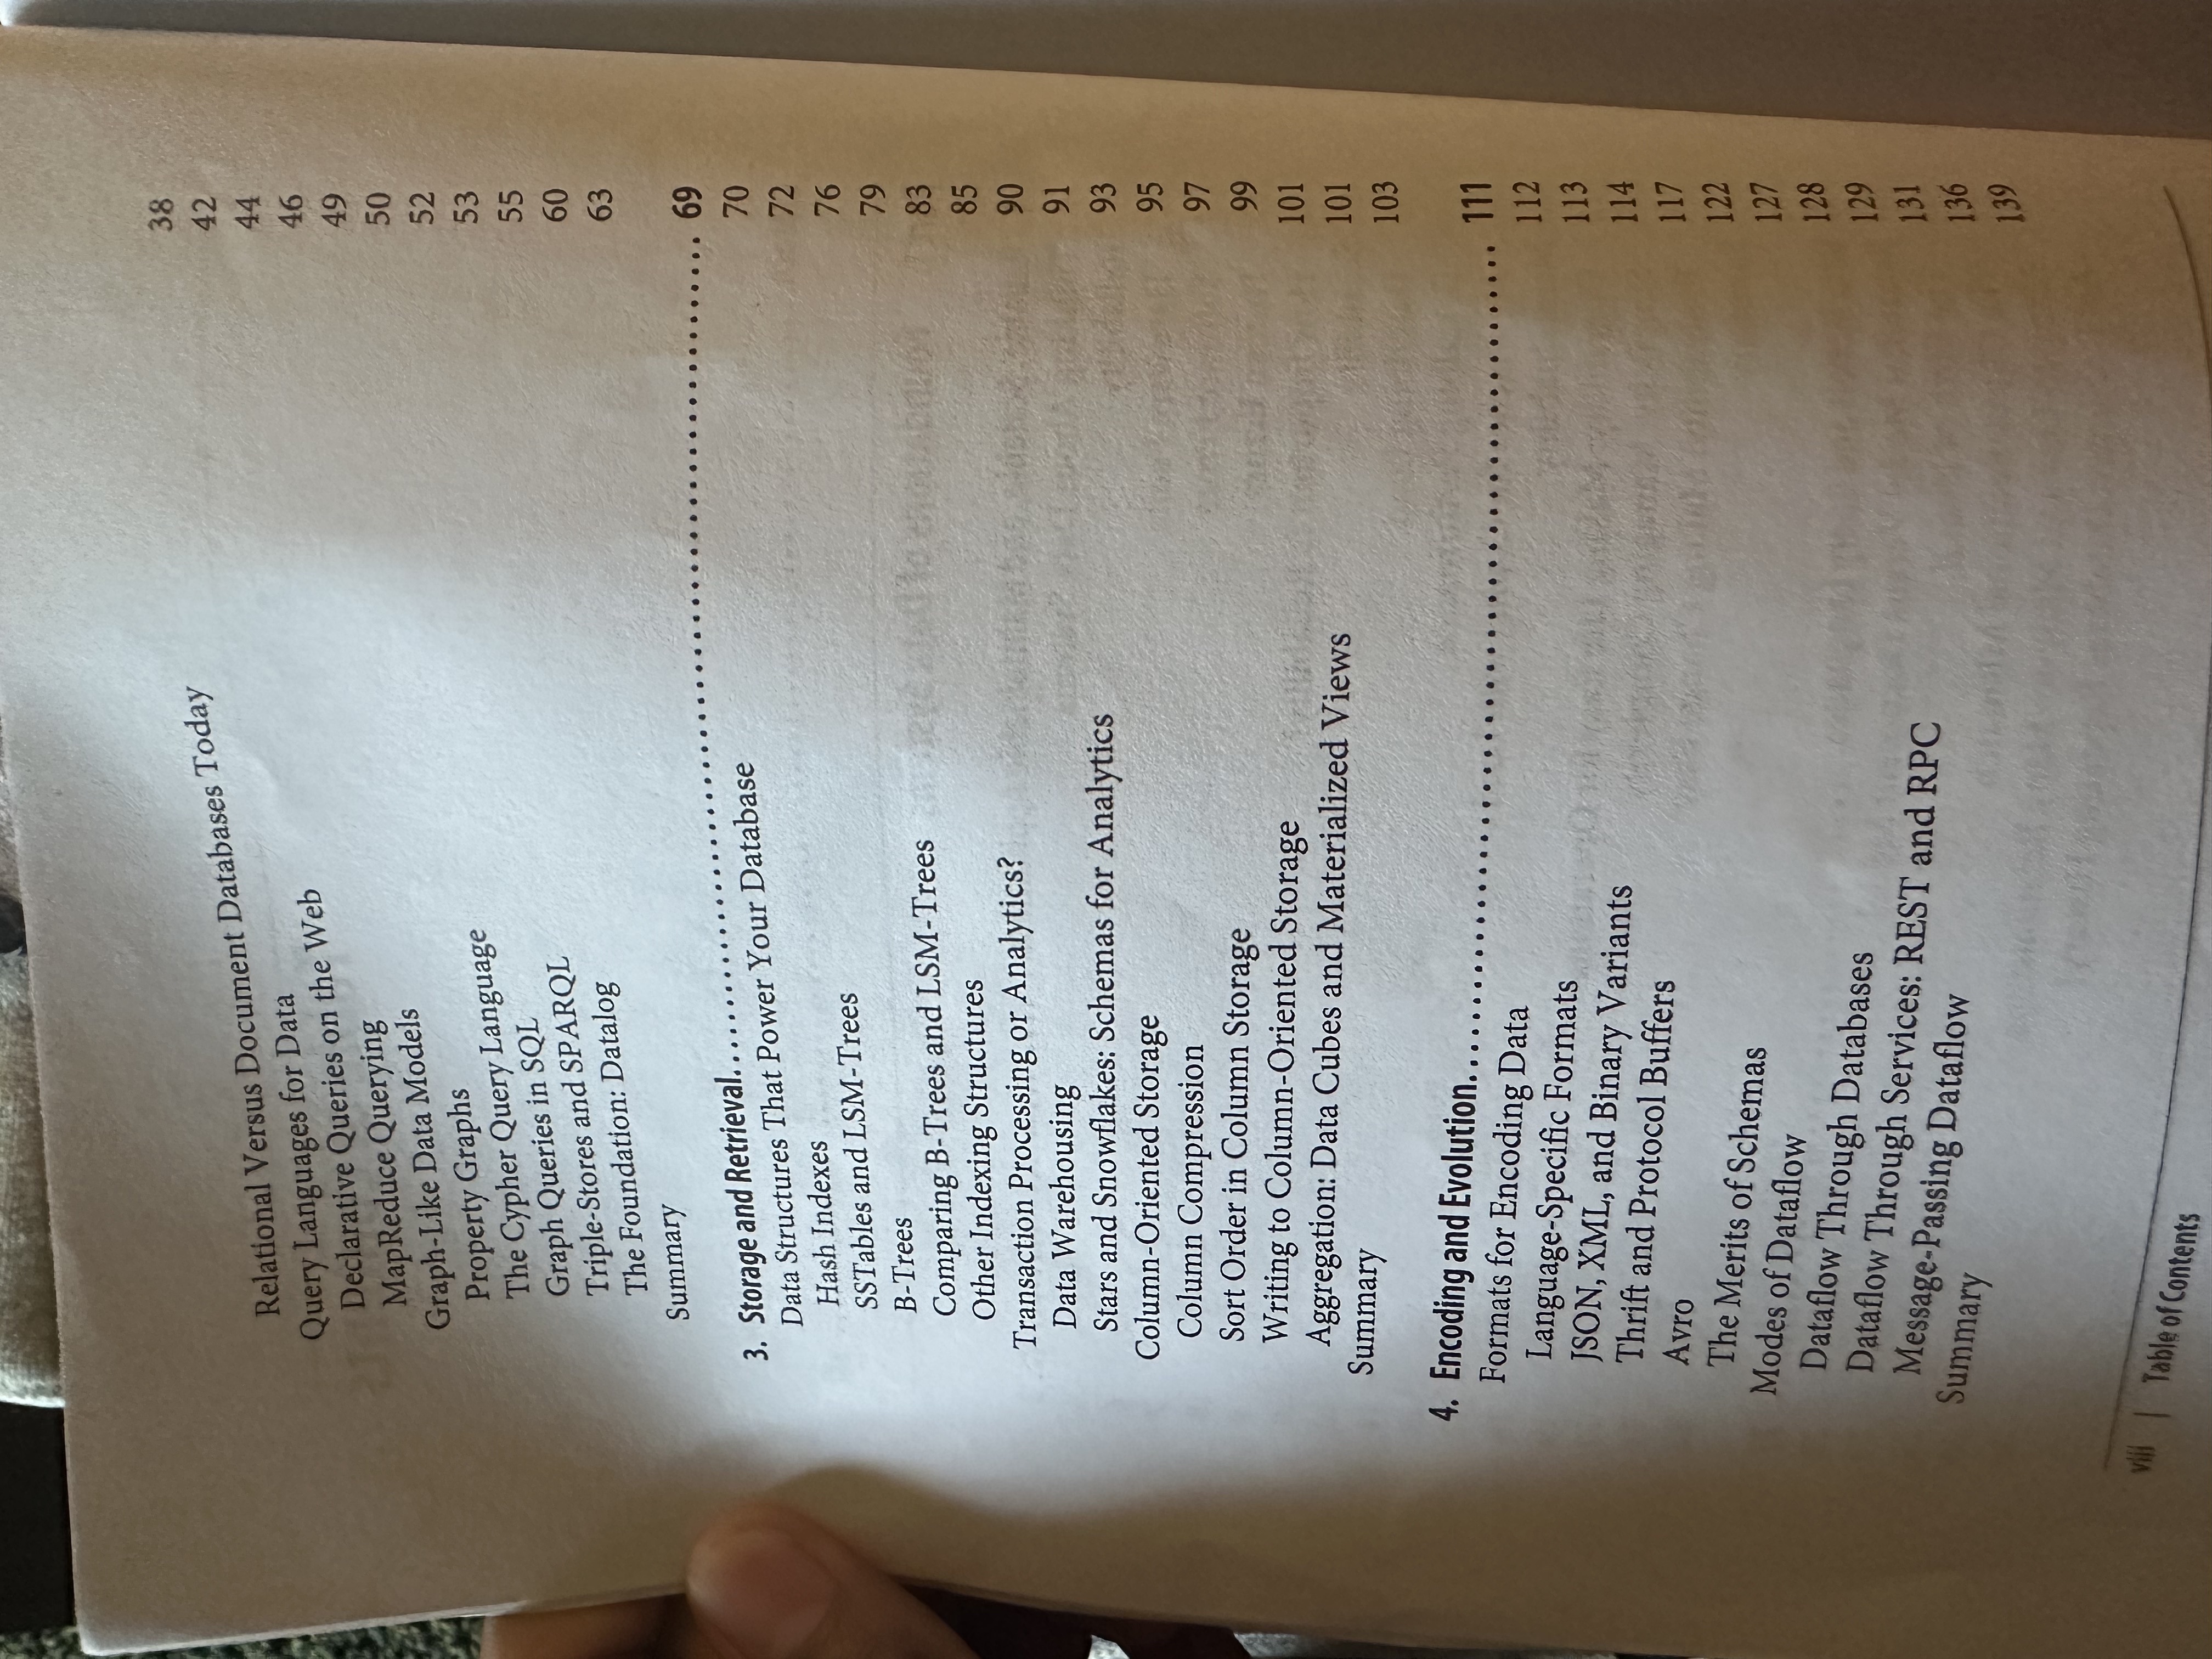 Relational Versus Document Databases Today 38
Query Languages for Data 42
Declarative Queries on the Web 44
MapReduce Querying 46
Graph-Like Data Models 49
Property Graphs 50
The Cypher Query Language 52
Graph Queries in SQL 53
Triple-Stores and SPARQL 55
The Foundation: Datalog 60
Summary 63
3. Storage and Retrieval. . . . . . . . . . . . . . . . . . . . . . . . . . . . . . . . . . . . . . . . . . . . . . . . . . . . . 69
Data Structures That Power Your Database 70
Hash Indexes 72
SSTables and LSM-Trees 76
B-Trees 79
Comparing B-Trees and LSM-Trees 83
Other Indexing Structures 85
Transaction Processing or Analytics? 90
Data Warehousing 91
Stars and Snowflakes: Schemas for Analytics 93
Column-Oriented Storage 95
Column Compression 97
Sort Order in Column Storage 99
Writing to Column-Oriented Storage 101
Aggregation: Data Cubes and Materialized Views 101
Summary 103
4. Encoding and Evolution. . . . . . . . . . . . . . . . . . . . . . . . . . . . . . . . . . . . . . . . . . . . . . . . . . . . . 111
Formats for Encoding Data 112
Language-Specific Formats 113
JSON, XML, and Binary Variants 114
Thrift and Protocol Buffers 117
Avro 122
The Merits of Schemas 127
Modes of Dataflow 128
Dataflow Through Databases 129
Dataflow Through Services: REST and RPC 131
Message-Passing Dataflow 136
Summary 139
viii | Table of Contents